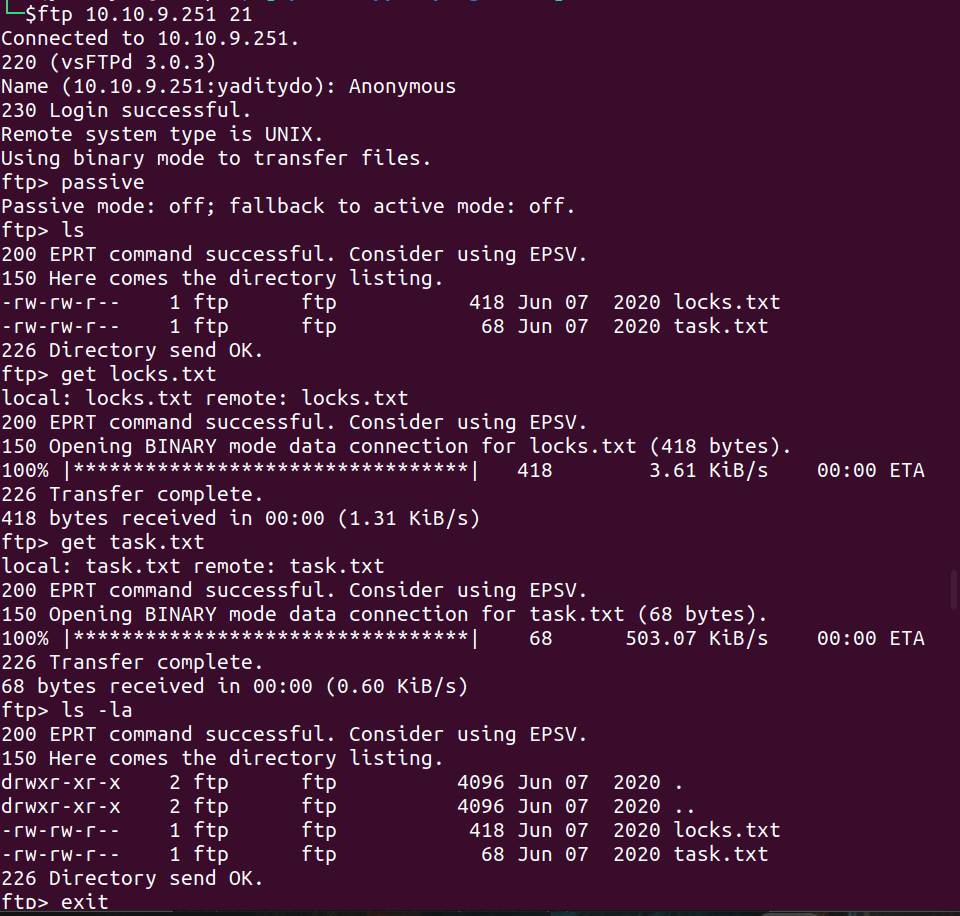 └─$ftp 10.10.9.251 21
Connected to 10.10.9.251.
220 (vsFTPd 3.0.3)
Name (10.10.9.251:yaditydo): Anonymous
230 Login successful.
Remote system type is UNIX.
Using binary mode to transfer files.
ftp> passive
Passive mode: off; fallback to active mode: off.
ftp> ls
200 EPRT command successful. Consider using EPSV.
150 Here comes the directory listing.
-rw-rw-r--    1 ftp      ftp           418 Jun 07  2020 locks.txt
-rw-rw-r--    1 ftp      ftp            68 Jun 07  2020 task.txt
226 Directory send OK.
ftp> get locks.txt
local: locks.txt remote: locks.txt
200 EPRT command successful. Consider using EPSV.
150 Opening BINARY mode data connection for locks.txt (418 bytes).
100% |*********************************|   418        3.61 KiB/s    00:00 ETA
226 Transfer complete.
418 bytes received in 00:00 (1.31 KiB/s)
ftp> get task.txt
local: task.txt remote: task.txt
200 EPRT command successful. Consider using EPSV.
150 Opening BINARY mode data connection for task.txt (68 bytes).
100% |*********************************|    68      503.07 KiB/s    00:00 ETA
226 Transfer complete.
68 bytes received in 00:00 (0.60 KiB/s)
ftp> ls -la
200 EPRT command successful. Consider using EPSV.
150 Here comes the directory listing.
drwxr-xr-x    2 ftp      ftp          4096 Jun 07  2020 .
drwxr-xr-x    2 ftp      ftp          4096 Jun 07  2020 ..
-rw-rw-r--    1 ftp      ftp           418 Jun 07  2020 locks.txt
-rw-rw-r--    1 ftp      ftp            68 Jun 07  2020 task.txt
226 Directory send OK.
ftp> exit